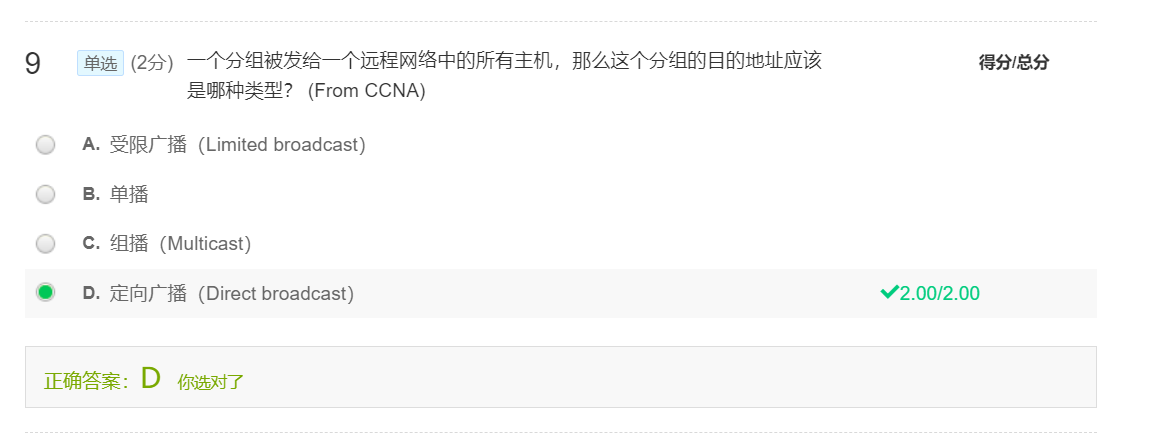 9 单选 (2分) 一个分组被发给一个远程网络中的所有主机，那么这个分组的目的地址应该 得分/总分
是哪种类型？ (From CCNA)
A. 受限广播（Limited broadcast）
B. 单播
C. 组播（Multicast）
D. 定向广播（Direct broadcast） 2.00/2.00
正确答案：D 你选对了